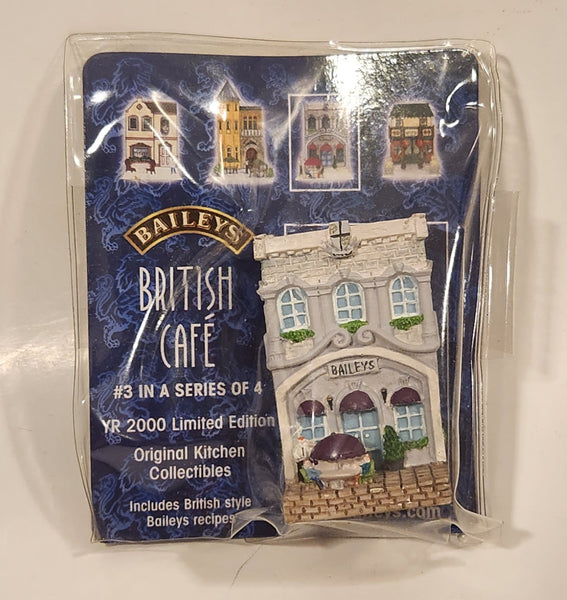 BAILEYS
BRITISH
CAFÉ
#3 IN A SERIES OF 4
YR 2000 Limited Edition
Original Kitchen
Collectibles
Includes British style
Baileys recipes
BAILEYS
.com